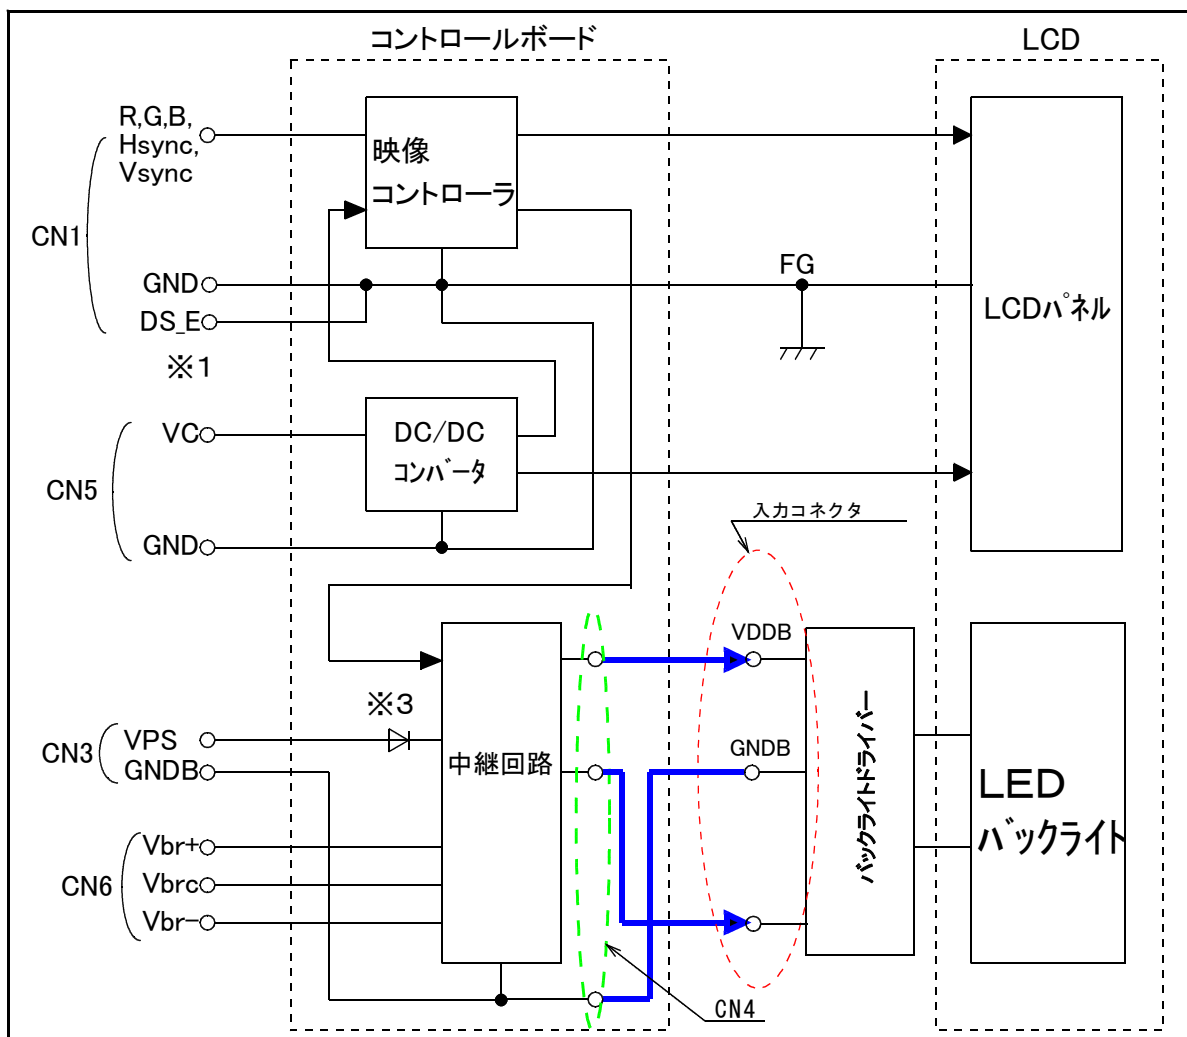 コントロールボード
LCD
R,G,B,
Hsync,
Vsync
映像
コントローラ
CN1
GND
DS_E
※1
FG
LCDパネル
VC
DC/DC
コンバータ
CN5
GND
入力コネクタ
VDDB
※3
CN3
VPS
GNDB
中継回路
GNDB
バックライトドライバー
LED
バックライト
Vbr+
CN6
Vbrc
Vbr-
CN4